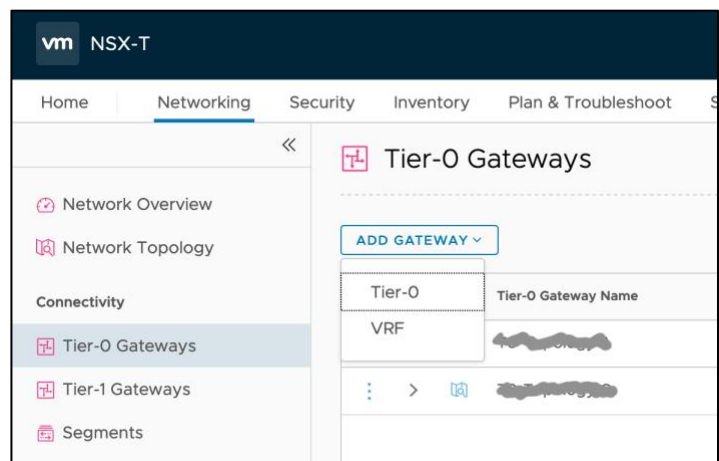 vm NSX-T
Home Networking Security Inventory Plan & Troubleshoot
«
Tier-0 Gateways
Network Overview
Network Topology
ADD GATEWAY
Connectivity
Tier-0
Tier-0 Gateway Name
VRF
Tier-0 Gateways
Tier-1 Gateways
Segments